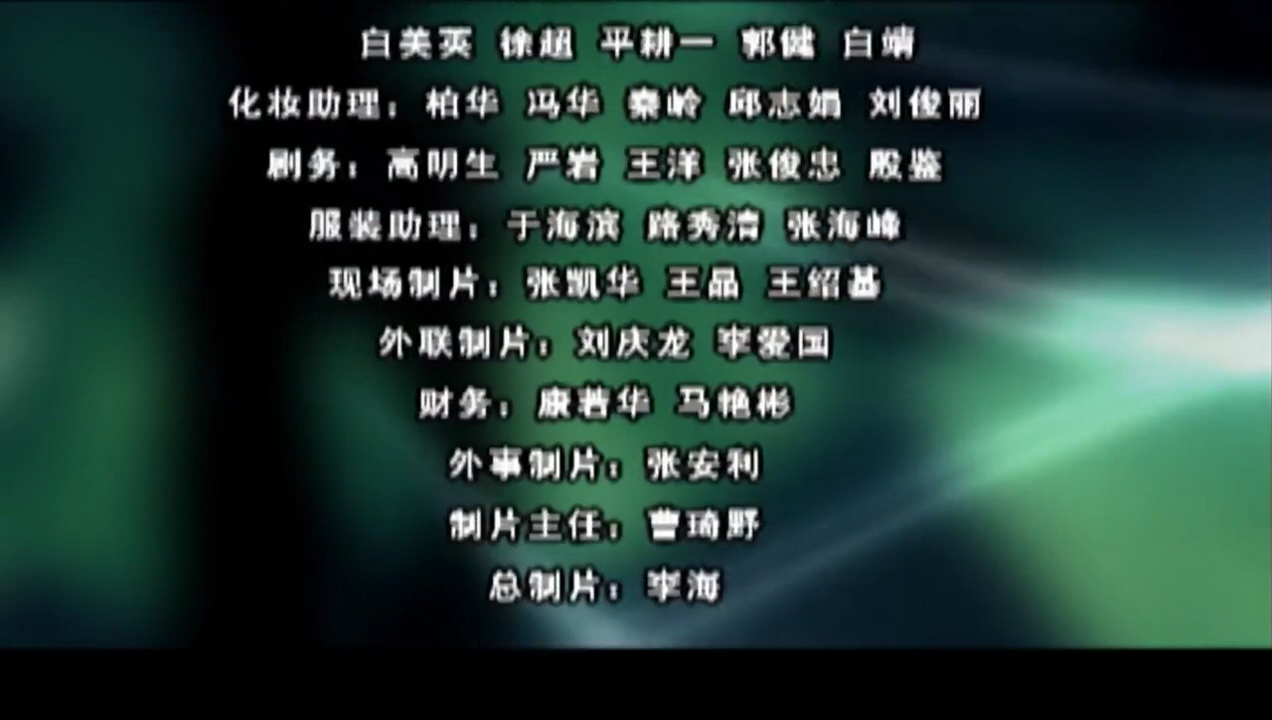 白美英 徐超 平耕一 郭健 白靖
化妆助理：柏华 冯华 秦岭 邱志娟 刘俊丽
剧务：高明生 严岩 王洋 张俊忠 殷鉴
服装助理：于海滨 路秀清 张海峰
现场制片：张凯华 王晶 王绍基
外联制片：刘庆龙 李爱国
财务：康若华 马艳彬
外事制片：张安利
制片主任：曹琦野
总制片：李海